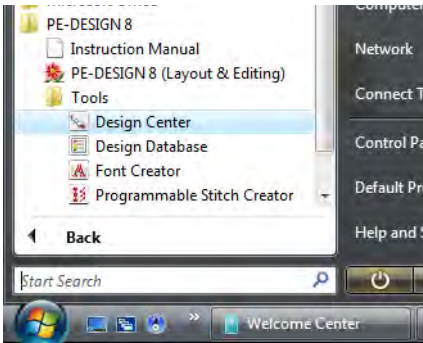 PE-DESIGN 8
Instruction Manual
PE-DESIGN 8 (Layout & Editing)
Tools
Design Center
Design Database
Font Creator
Programmable Stitch Creator
Back
Start Search
Network
Connect T
Control Pa
Default Pr
Help and S
Welcome Center